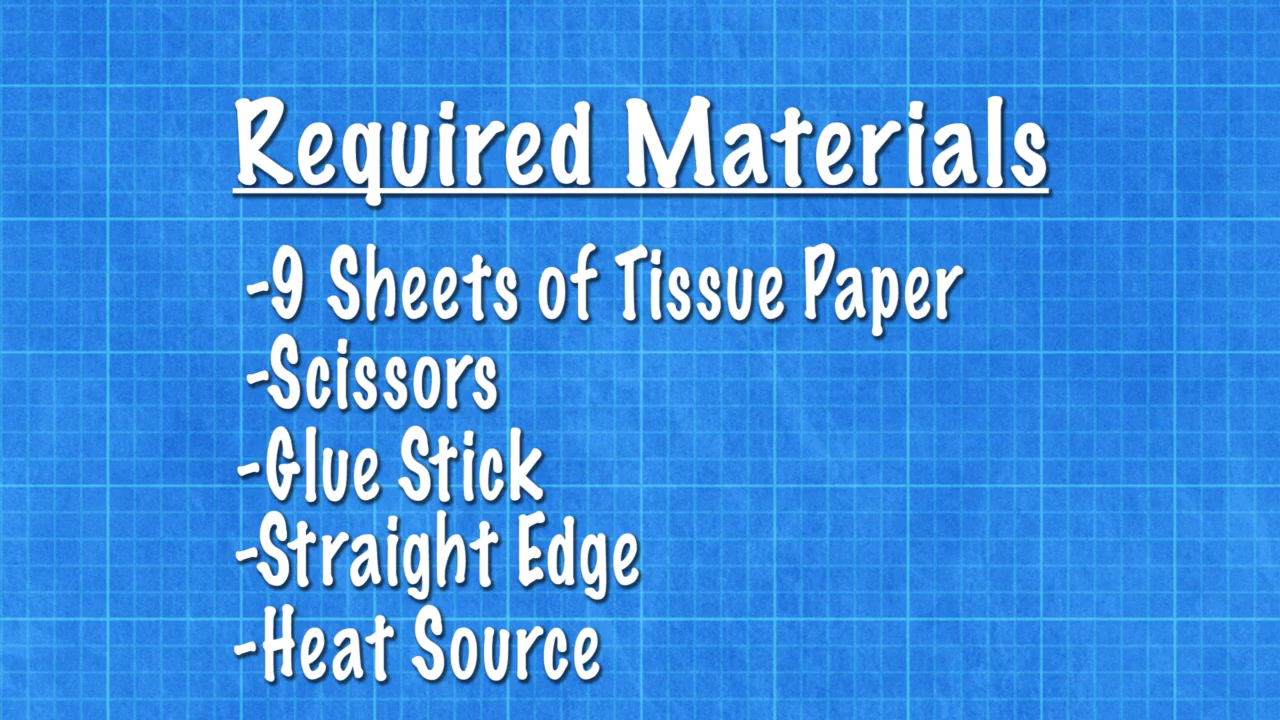 Required Materials
-9 Sheets of Tissue Paper
-Scissors
-Glue Stick
-Straight Edge
-Heat Source